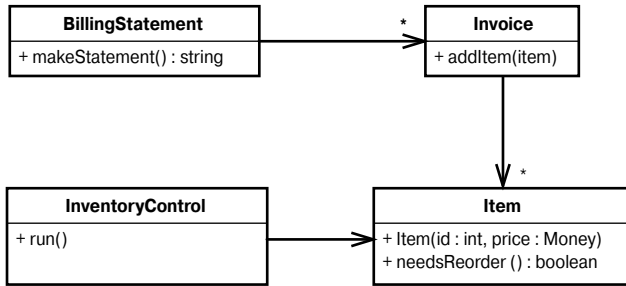 BillingStatement
+ makeStatement() : string
*
Invoice
+ addItem(item)
*
InventoryControl
+ run()
Item
+ Item(id : int, price : Money)
+ needsReorder () : boolean